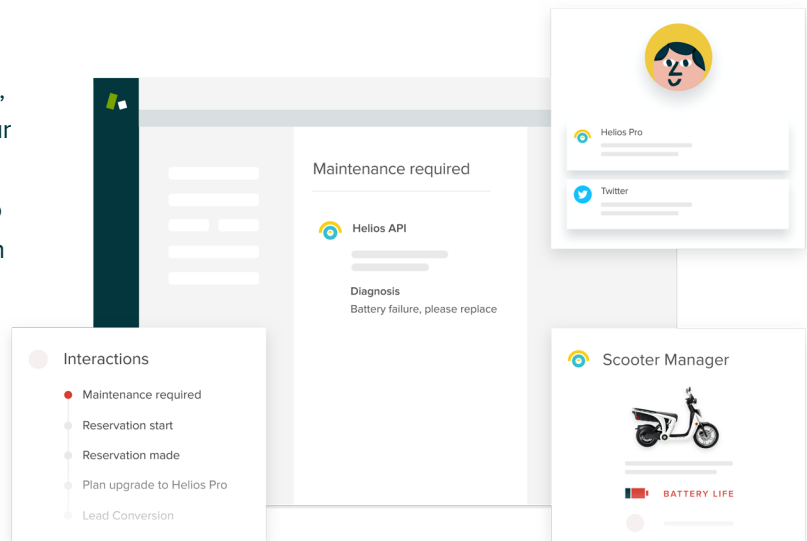 Helios Pro
Twitter
Maintenance required
Helios API
Diagnosis
Battery failure, please replace
Interactions
Maintenance required
Reservation start
Reservation made
Plan upgrade to Helios Pro
Lead Conversion
Scooter Manager
BATTERY LIFE